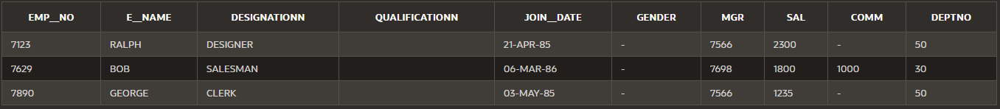 EMP__NO E__NAME DESIGNATIONN QUALIFICATIONN JOIN__DATE GENDER MGR SAL COMM DEPTNO
7123 RALPH DESIGNER 21-APR-85 - 7566 2300 - 50
7629 BOB SALESMAN 06-MAR-86 - 7698 1800 1000 30
7890 GEORGE CLERK 03-MAY-85 - 7566 1235 - 50